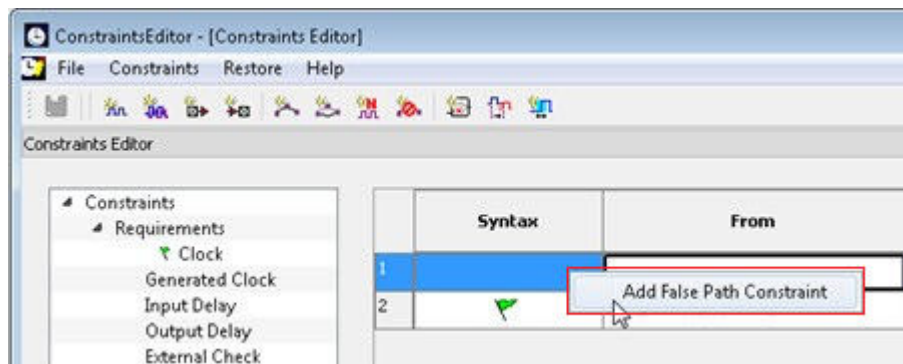 ConstraintsEditor - [Constraints Editor]
File Constraints Restore Help
Constraints Editor
Constraints
Requirements
Clock
Generated Clock
Input Delay
Output Delay
External Check
Syntax From
1
Add False Path Constraint
2